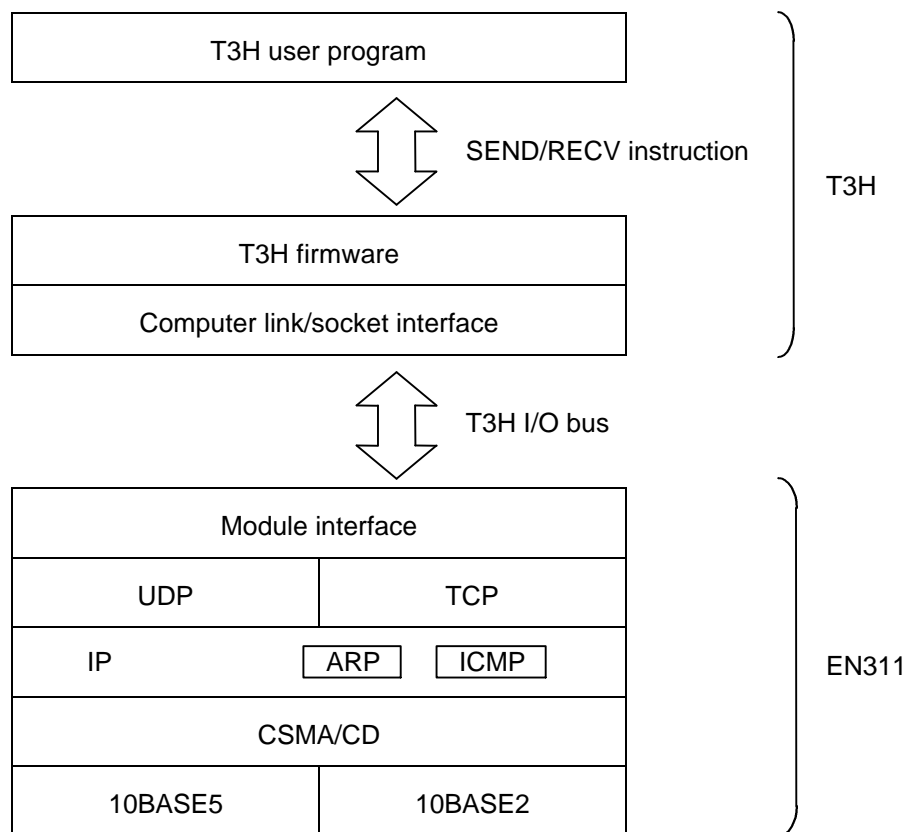 T3H user program
SEND/RECV instruction
T3H
T3H firmware
Computer link/socket interface
T3H I/O bus
Module interface
UDP TCP
IP ARP ICMP
EN311
CSMA/CD
10BASE5 10BASE2